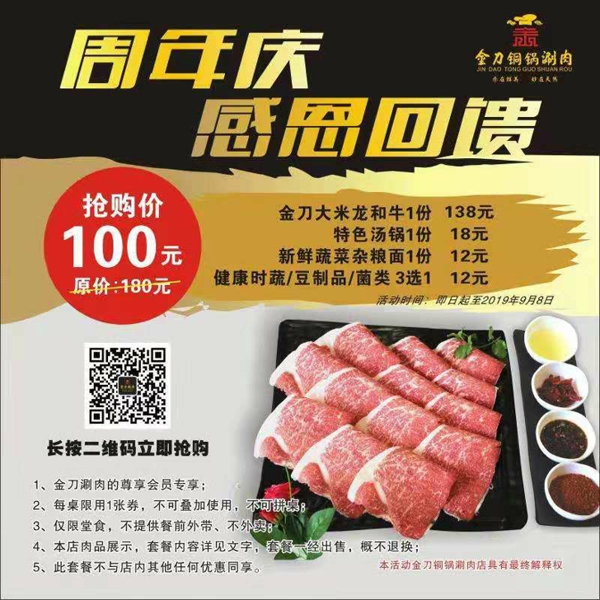 金刀铜锅涮肉
JIN DAO TONG GUO SHUAN ROU
周年庆
感恩回馈
抢购价
100元
原价:180元
金刀大米龙和牛1份 138元
特色汤锅1份 18元
新鲜蔬菜杂粮面1份 12元
健康时蔬/豆制品/菌类 3选1 12元
活动时间：即日起至2019年9月8日
长按二维码立即抢购
1、金刀涮肉的尊享会员专享；
2、每桌限用1张券，不可叠加使用，不可拼桌；
3、仅限堂食，不提供餐前外带、不外卖；
4、本店肉品展示，套餐内容详见文字，套餐一经出售，概不退换；
5、此套餐不与店内其他任何优惠同享。
本活动金刀铜锅涮肉店具有最终解释权